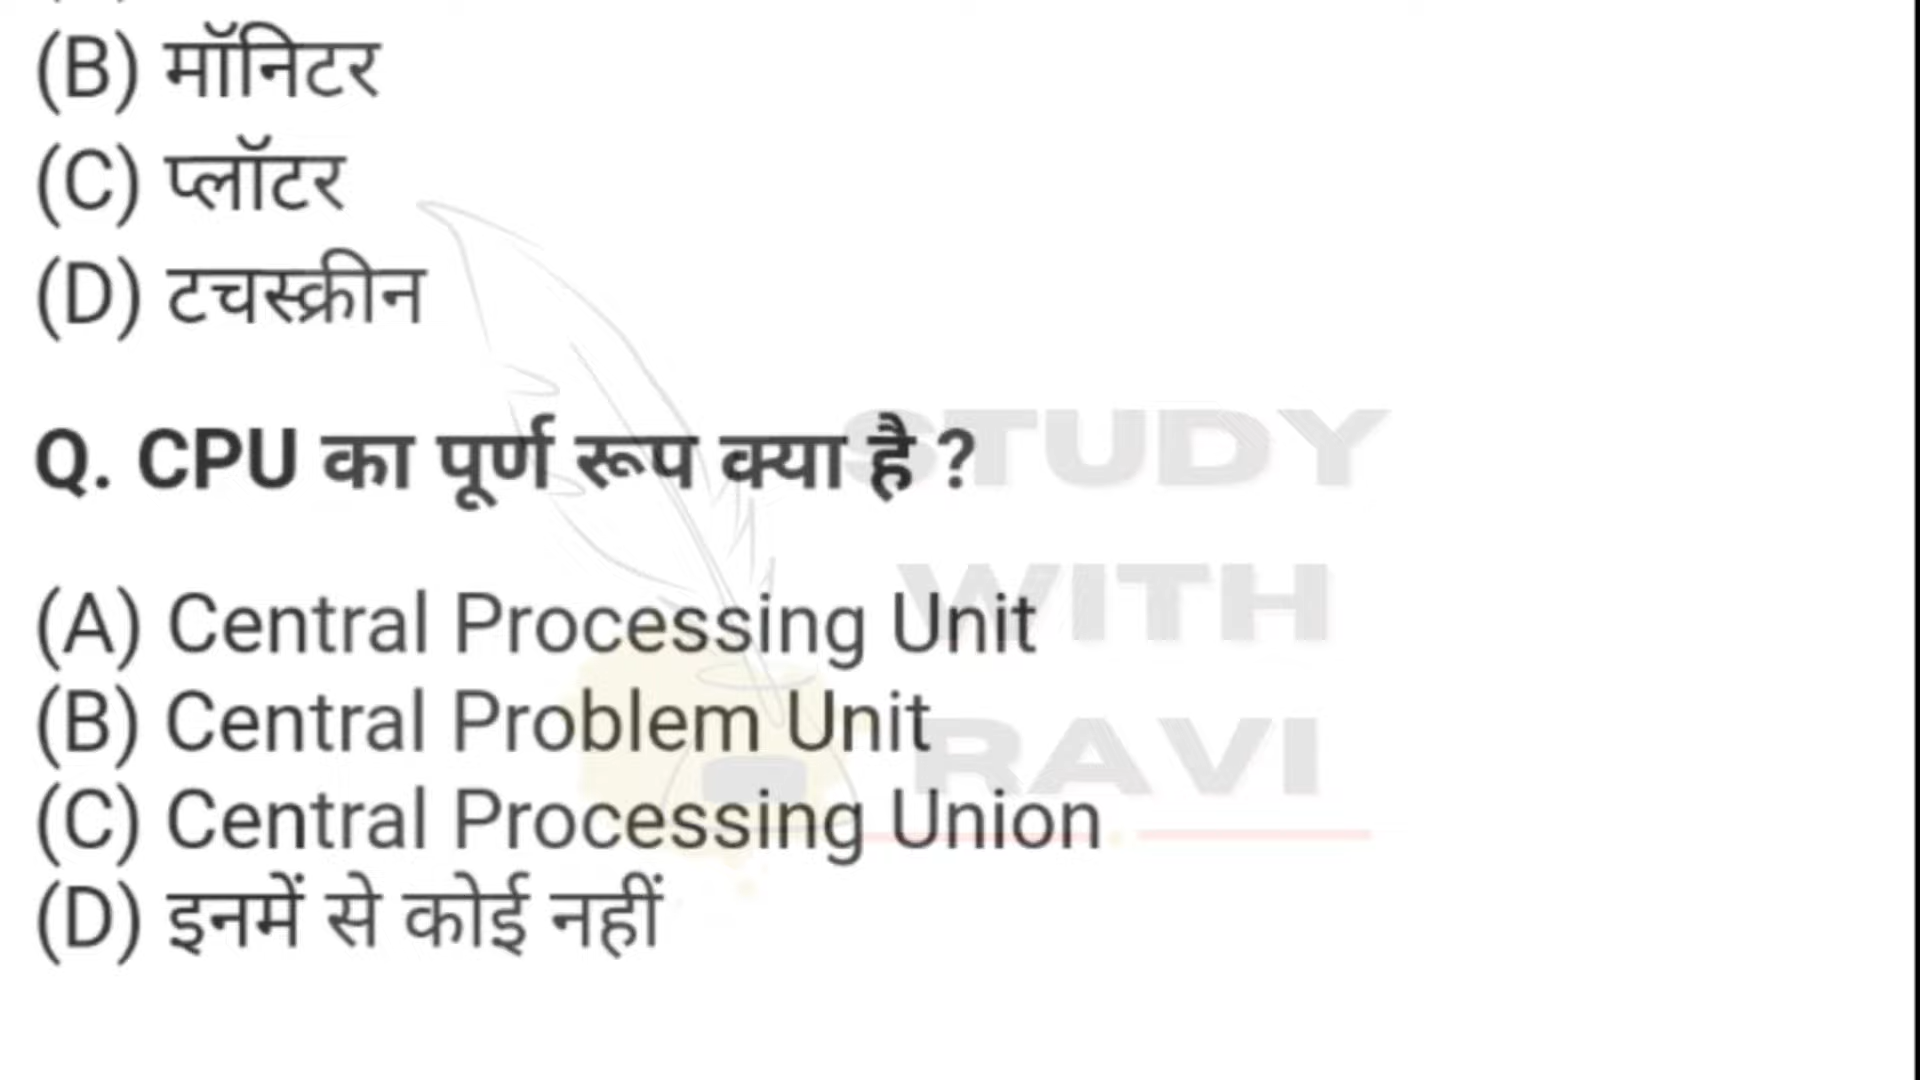 (B) मॉनिटर
(C) प्लॉटर
(D) टचस्क्रीन
Q. CPU का पूर्ण रूप क्या है ?
(A) Central Processing Unit
(B) Central Problem Unit
(C) Central Processing Union
(D) इनमें से कोई नहीं
STUDY
WITH
RAVI